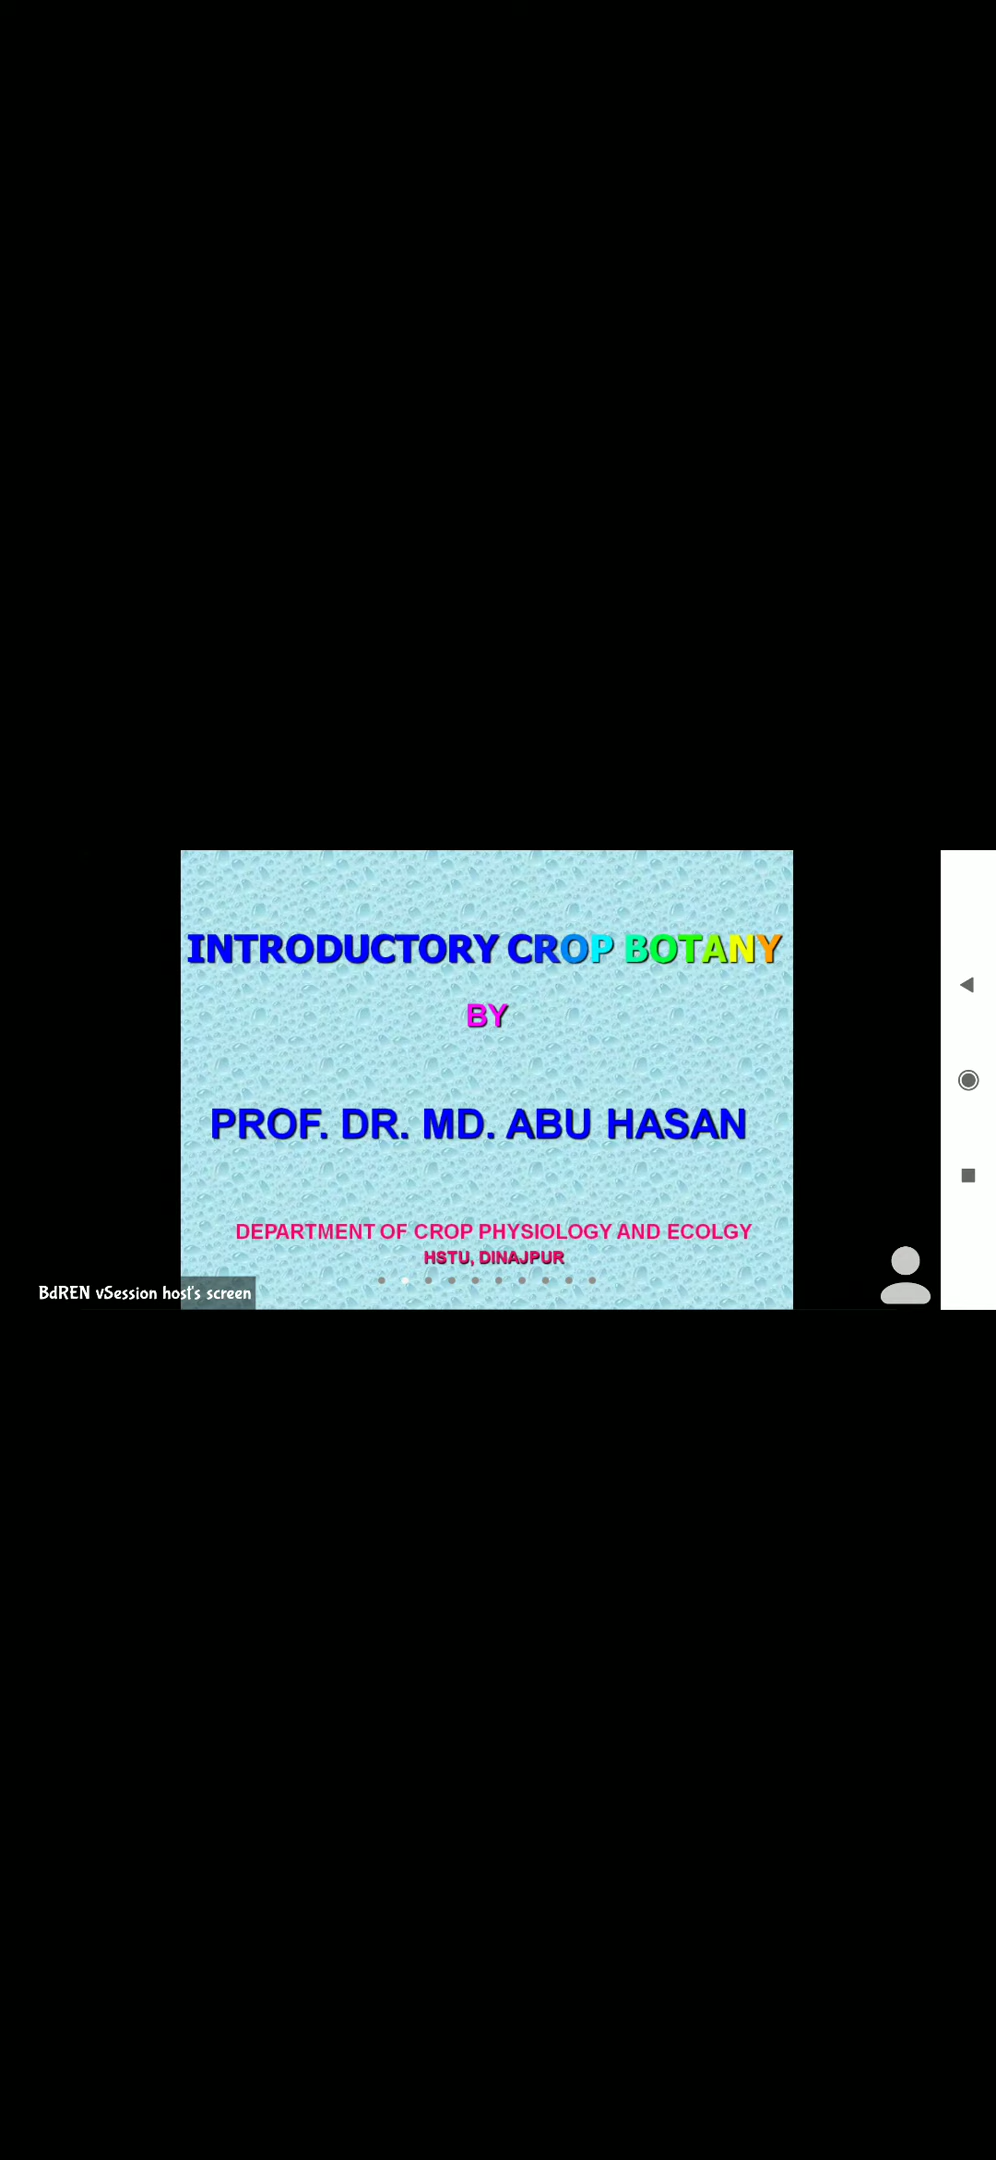 INTRODUCTORY CROP BOTANY
BY
PROF. DR. MD. ABU HASAN
DEPARTMENT OF CROP PHYSIOLOGY AND ECOLGY
HSTU, DINAJPUR
BdREN vSession host's screen